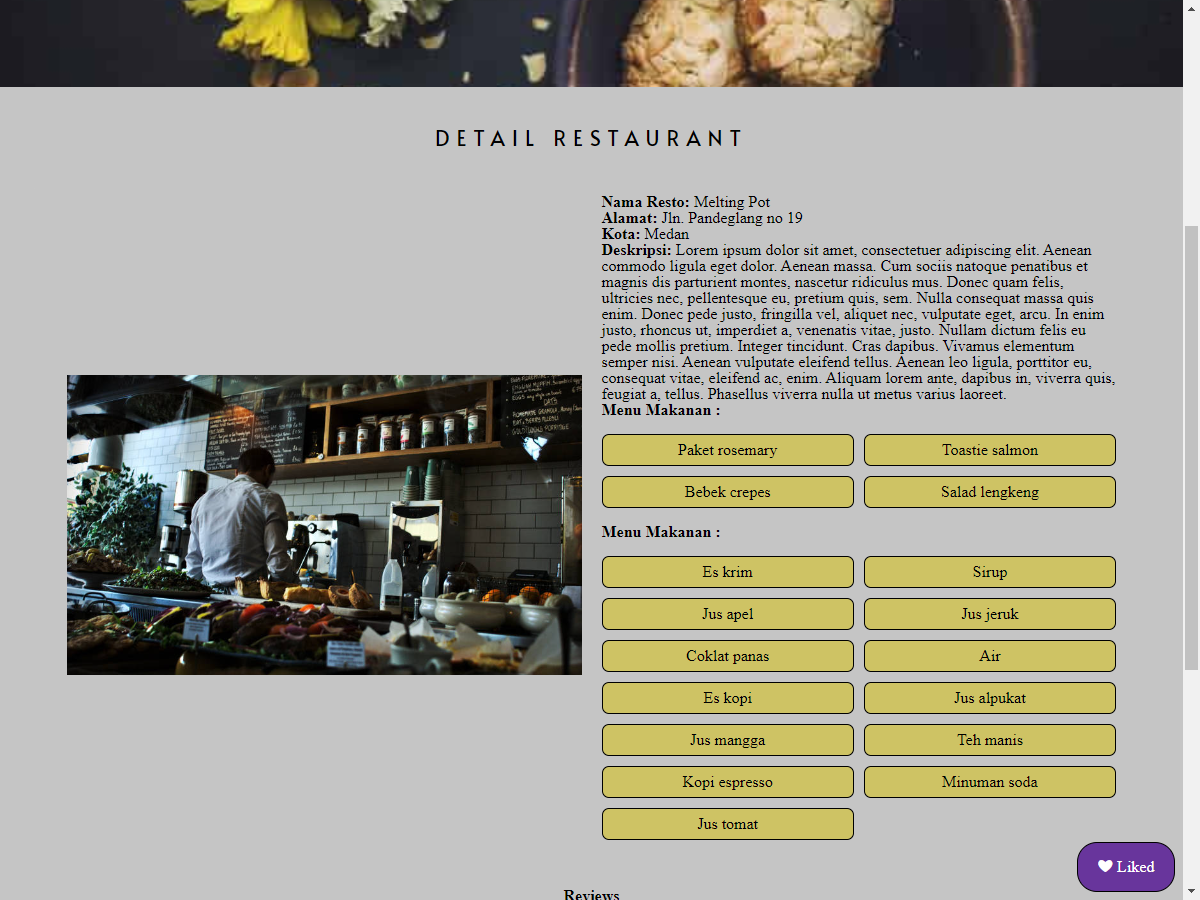 DETAIL RESTAURANT
Nama Resto: Melting Pot
Alamat: Jln. Pandeglang no 19
Kota: Medan
Deskripsi: Lorem ipsum dolor sit amet, consectetuer adipiscing elit. Aenean
commodo ligula eget dolor. Aenean massa. Cum sociis natoque penatibus et
magnis dis parturient montes, nascetur ridiculus mus. Donec quam felis,
ultricies nec, pellentesque eu, pretium quis, sem. Nulla consequat massa quis
enim. Donec pede justo, fringilla vel, aliquet nec, vulputate eget, arcu. In enim
justo, rhoncus ut, imperdiet a, venenatis vitae, justo. Nullam dictum felis eu
pede mollis pretium. Integer tincidunt. Cras dapibus. Vivamus elementum
semper nisi. Aenean vulputate eleifend tellus. Aenean leo ligula, porttitor eu,
consequat vitae, eleifend ac, enim. Aliquam lorem ante, dapibus in, viverra quis,
feugiat a, tellus. Phasellus viverra nulla ut metus varius laoreet.
Menu Makanan :
Paket rosemary
Toastie salmon
Bebek crepes
Salad lengkeng
Menu Makanan :
Es krim
Sirup
Jus apel
Jus jeruk
Coklat panas
Air
Es kopi
Jus alpukat
Jus mangga
Teh manis
Kopi espresso
Minuman soda
Jus tomat
Liked
Reviews